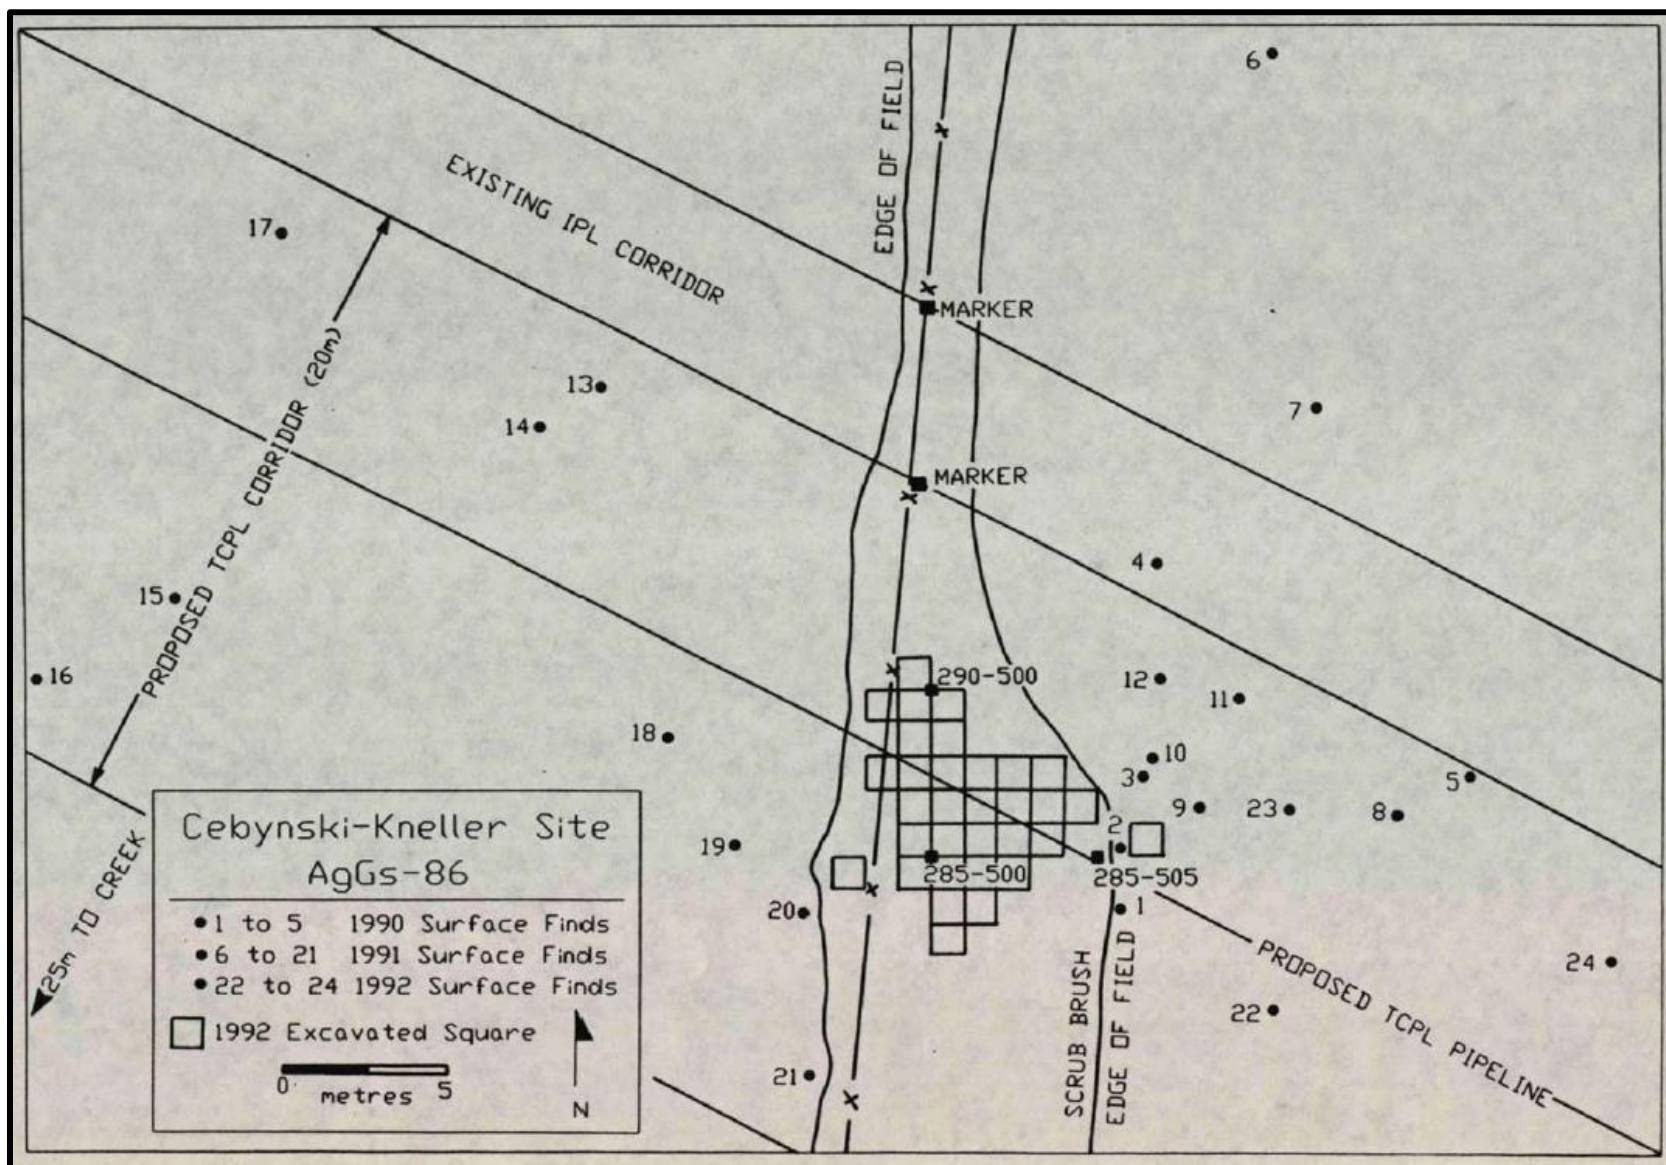 6
EDGE OF FIELD
EXISTING IPL CORRIDOR
17
MARKER
PROPOSED TCPL CORRIDOR (20m)
13
7
14
MARKER
4
15
16
290-500
12
11
18
10
3
5
9
23
8
2
19
285-500
285-505
20
1
PROPOSED TCPL PIPELINE
24
22
SCRUB BRUSH
EDGE OF FIELD
21
25m TO CREEK
Cebynski-Kneller Site
AgGs-86
1 to 5 1990 Surface Finds
6 to 21 1991 Surface Finds
22 to 24 1992 Surface Finds
1992 Excavated Square
0 5
metres
N